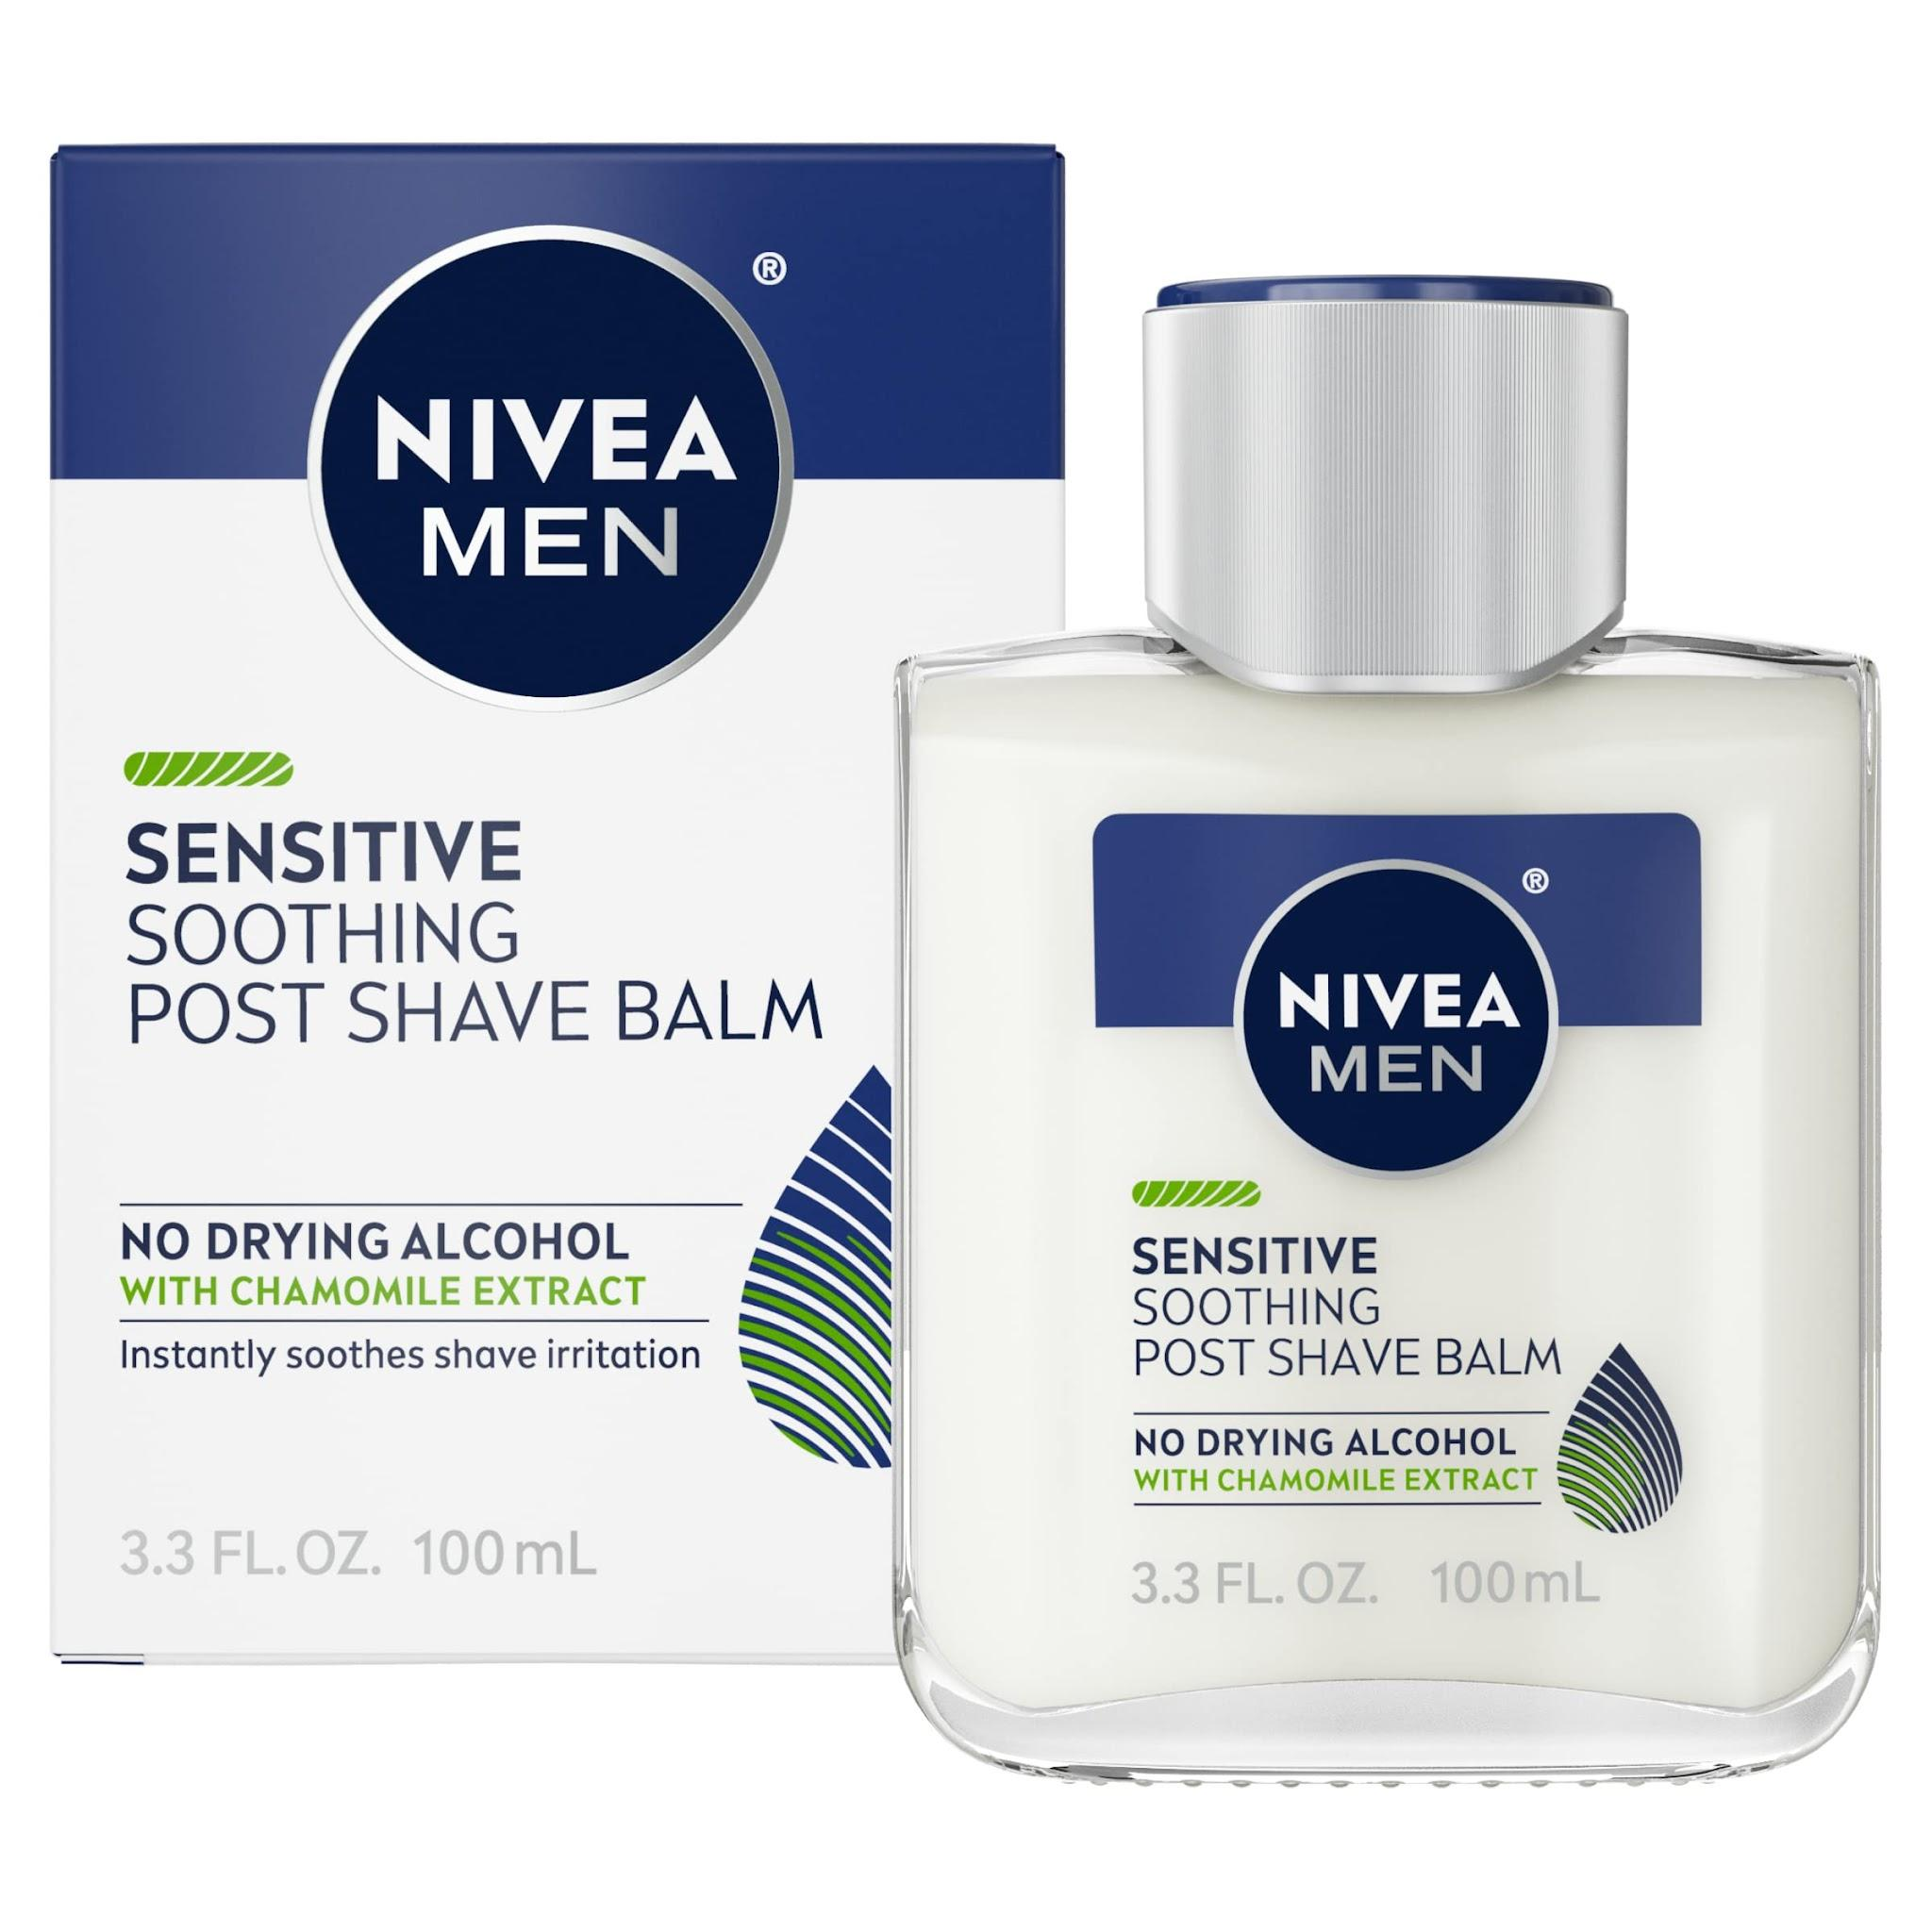 NIVEA
MEN
®
SENSITIVE
SOOTHING
POST SHAVE BALM
NO DRYING ALCOHOL
WITH CHAMOMILE EXTRACT
Instantly soothes shave irritation
3.3 FL. OZ. 100 mL
NIVEA
MEN
®
SENSITIVE
SOOTHING
POST SHAVE BALM
NO DRYING ALCOHOL
WITH CHAMOMILE EXTRACT
3.3 FL. OZ. 100 mL